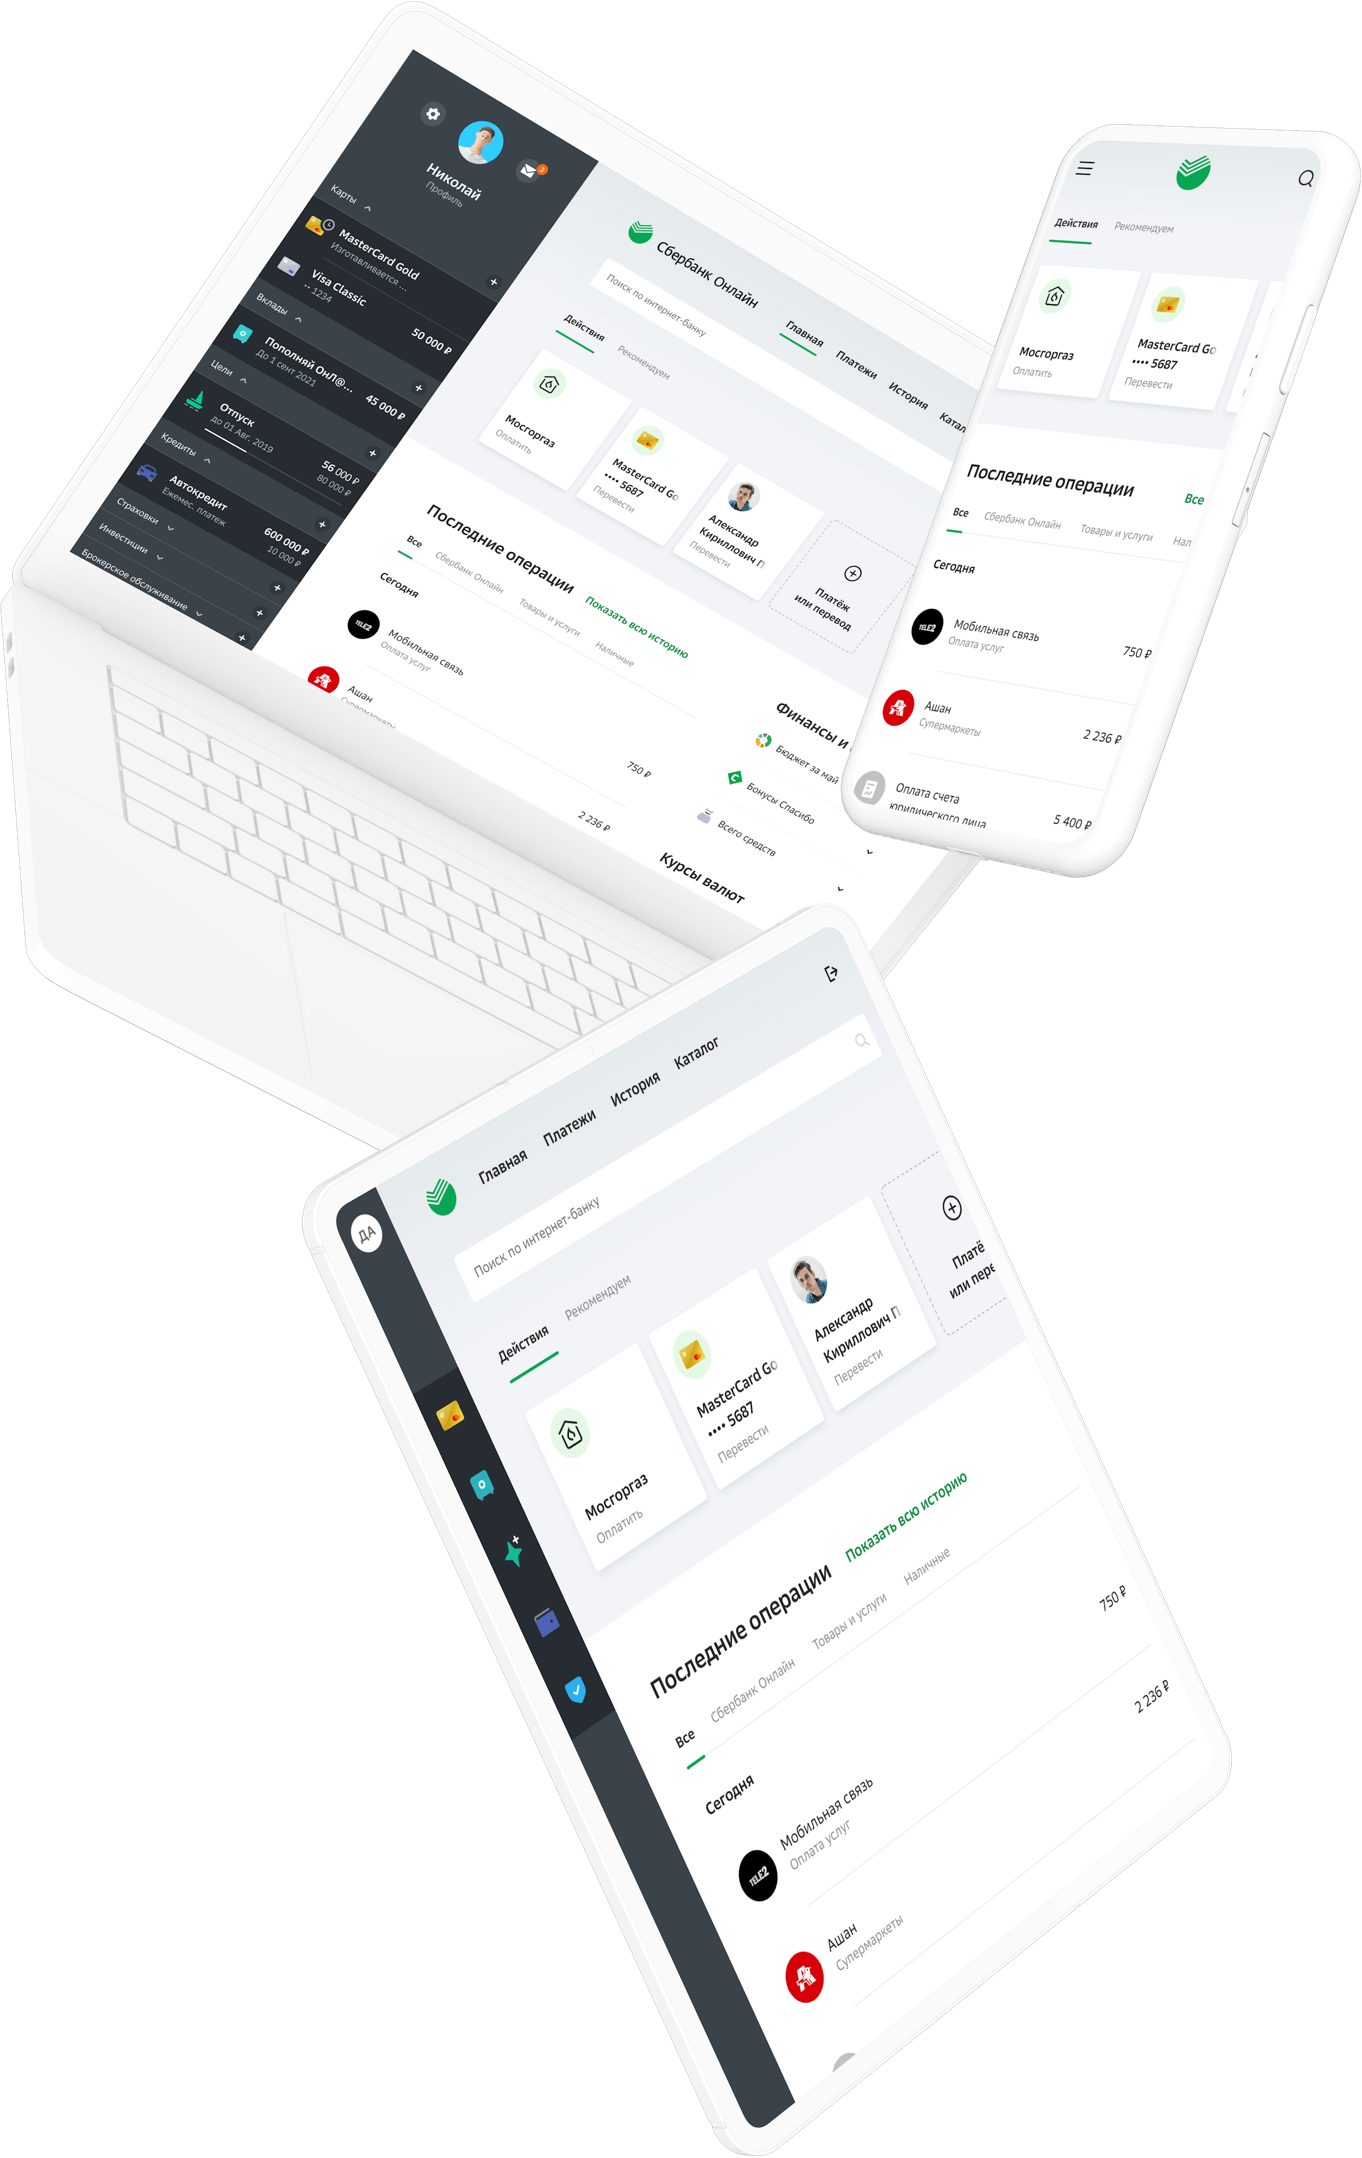 Николай
Профиль
3
Карты
MasterCard Gold
Изготавливается ...
Visa Classic
•• 1234
50 000 ₽
Вклады
Пополняй ОнЛ@...
До 1 сент 2021
45 000 ₽
Цели
Отпуск
до 01 Авг. 2019
56 000 ₽
80 000 ₽
Кредиты
Автокредит
Ежемес. платеж
600 000 ₽
10 000 ₽
Страховки
Инвестиции
Брокерское обслуживание
Сбербанк Онлайн
Поиск по интернет-банку
Главная
Платежи
История
Катал
Действия
Рекомендуем
Мосгоргаз
Оплатить
MasterCard Go
•••• 5687
Перевести
Александр
Кириллович П
Перевести
Платёж
или перевод
Последние операции
Показать всю историю
Все
Сбербанк Онлайн
Товары и услуги
Наличные
Сегодня
TELE2
Мобильная связь
Оплата услуг
750 ₽
Ашан
Супермаркеты
2 236 ₽
Финансы и
Бюджет за май
Бонусы Спасибо
Всего средств
Курсы валют
Действия
Рекомендуем
Мосгоргаз
Оплатить
MasterCard Go
•••• 5687
Перевести
Последние операции
Все
Все
Сбербанк Онлайн
Товары и услуги
Нал
Сегодня
TELE2
Мобильная связь
Оплата услуг
750 ₽
Ашан
Супермаркеты
2 236 ₽
Оплата счета
юридического лица
5 400 ₽
ДА
Главная
Платежи
История
Каталог
Поиск по интернет-банку
Действия
Рекомендуем
Мосгоргаз
Оплатить
MasterCard Go
•••• 5687
Перевести
Александр
Кириллович П
Перевести
Платё
или пере
Последние операции
Показать всю историю
Все
Сбербанк Онлайн
Товары и услуги
Наличные
Сегодня
TELE2
Мобильная связь
Оплата услуг
750 ₽
Ашан
Супермаркеты
2 236 ₽